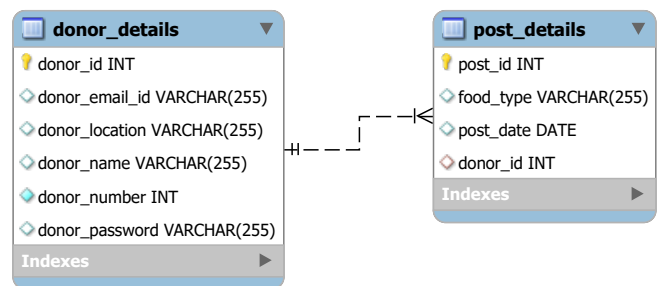 donor_details
donor_id INT
donor_email_id VARCHAR(255)
donor_location VARCHAR(255)
donor_name VARCHAR(255)
donor_number INT
donor_password VARCHAR(255)
Indexes
post_details
post_id INT
food_type VARCHAR(255)
post_date DATE
donor_id INT
Indexes